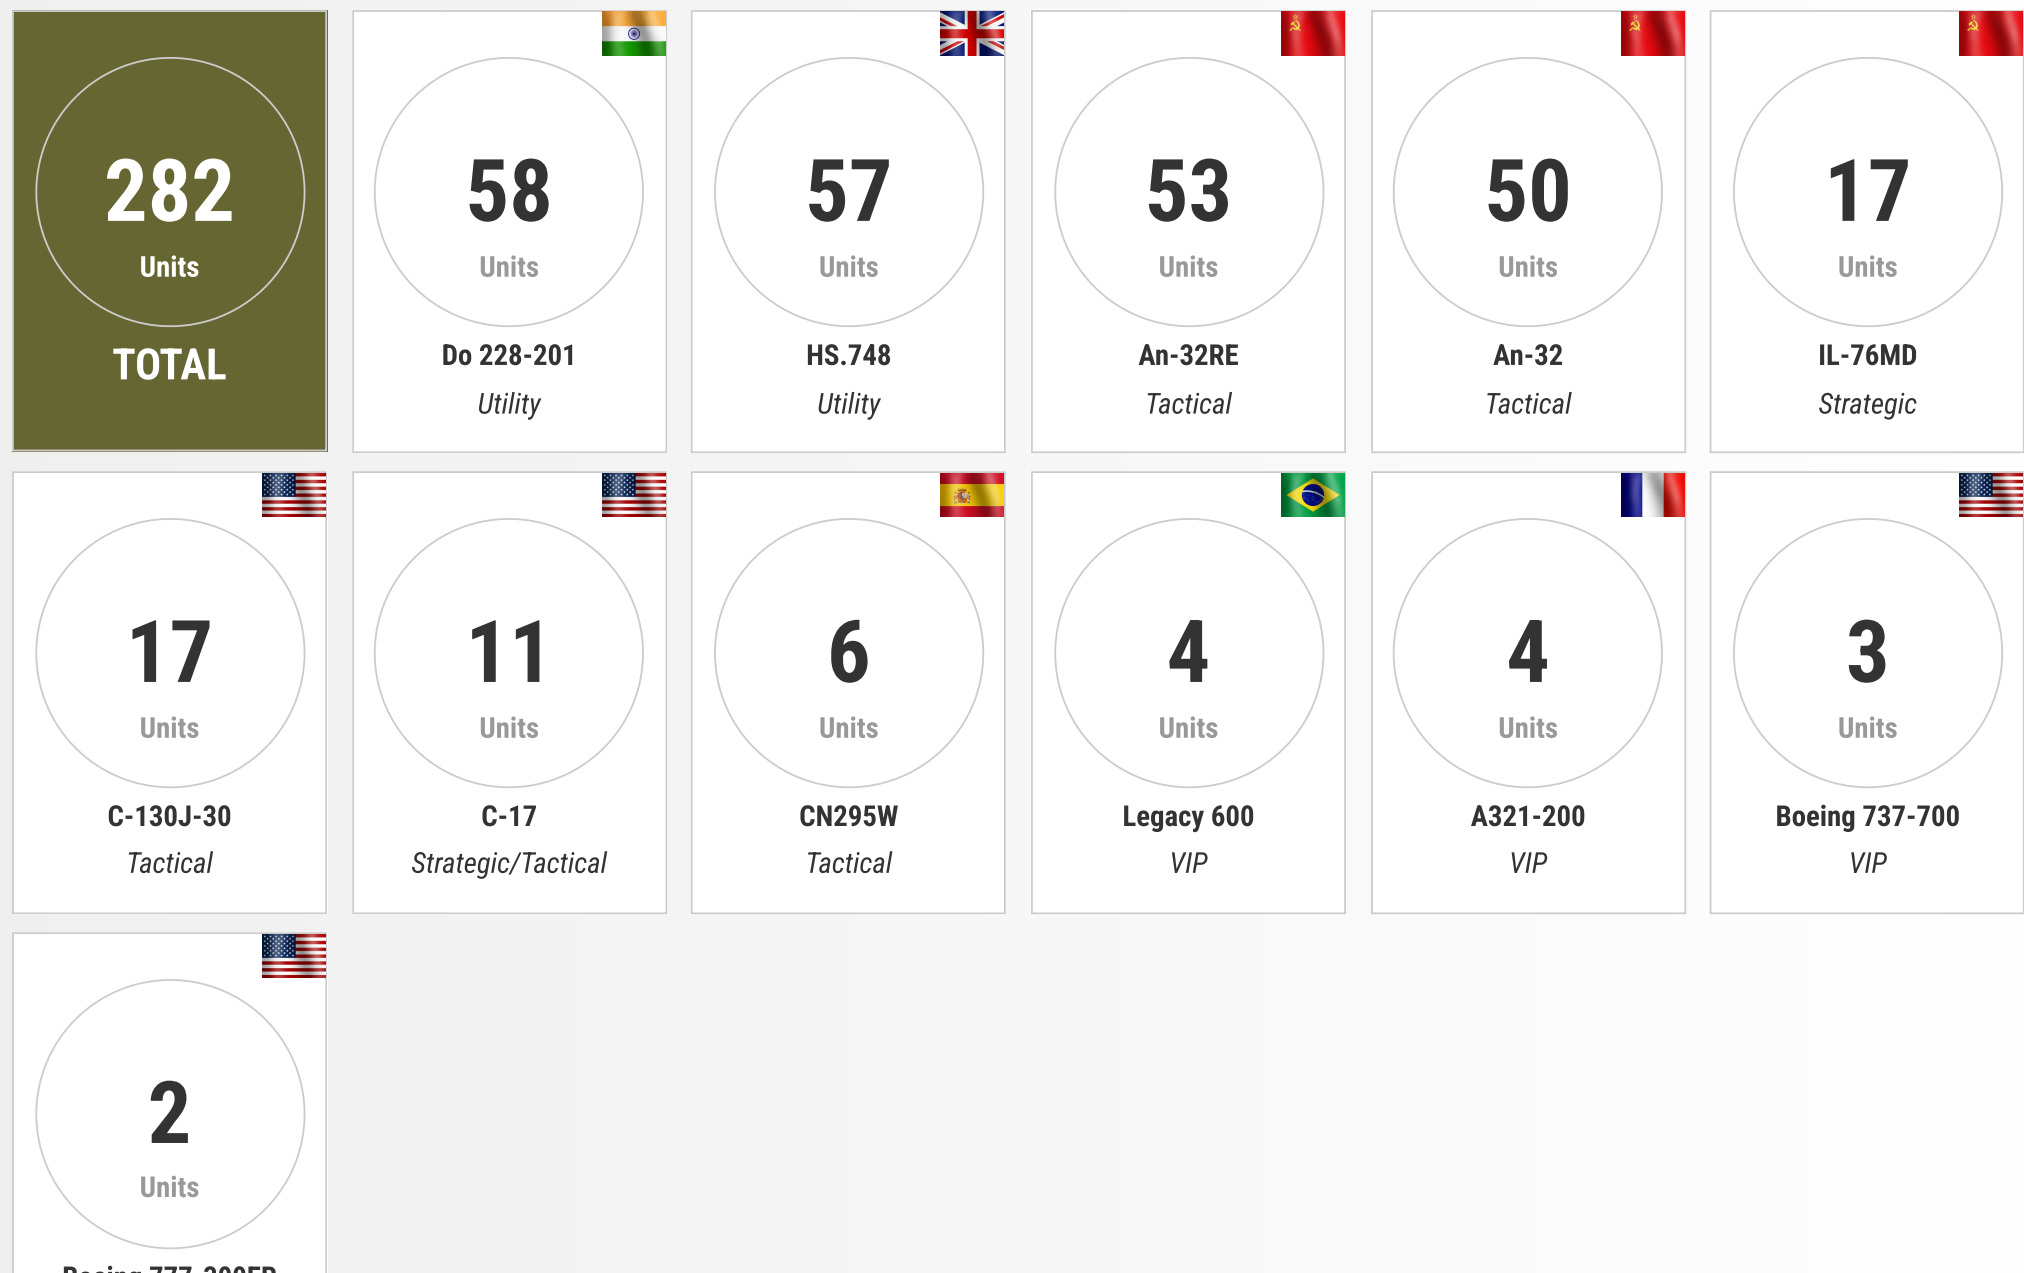 282
Units
TOTAL
58
Units
Do 228-201
Utility
57
Units
HS.748
Utility
53
Units
An-32RE
Tactical
50
Units
An-32
Tactical
17
Units
IL-76MD
Strategic
17
Units
C-130J-30
Tactical
11
Units
C-17
Strategic/Tactical
6
Units
CN295W
Tactical
4
Units
Legacy 600
VIP
4
Units
A321-200
VIP
3
Units
Boeing 737-700
VIP
2
Units
Boeing 777-300ER